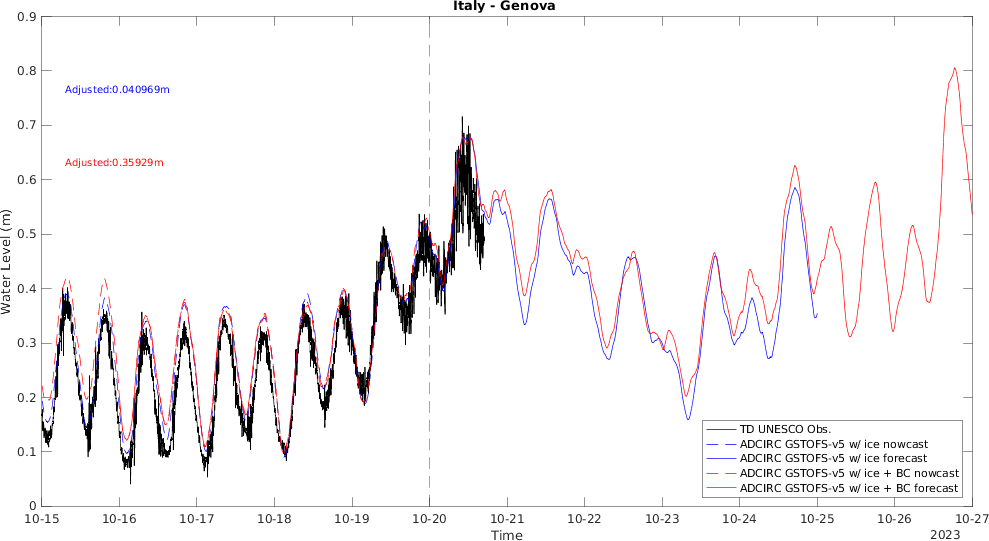 Italy - Genova
0.9
0.8
0.7
0.6
0.5
0.4
0.3
0.2
0.1
0
Water Level (m)
Adjusted:0.040969m
Adjusted:0.35929m
TD UNESCO Obs.
ADCIRC GSTOFS-v5 w/ ice nowcast
ADCIRC GSTOFS-v5 w/ ice forecast
ADCIRC GSTOFS-v5 w/ ice + BC nowcast
ADCIRC GSTOFS-v5 w/ ice + BC forecast
10-15 10-16 10-17 10-18 10-19 10-20 10-21 10-22 10-23 10-24 10-25 10-26 10-27
Time
2023